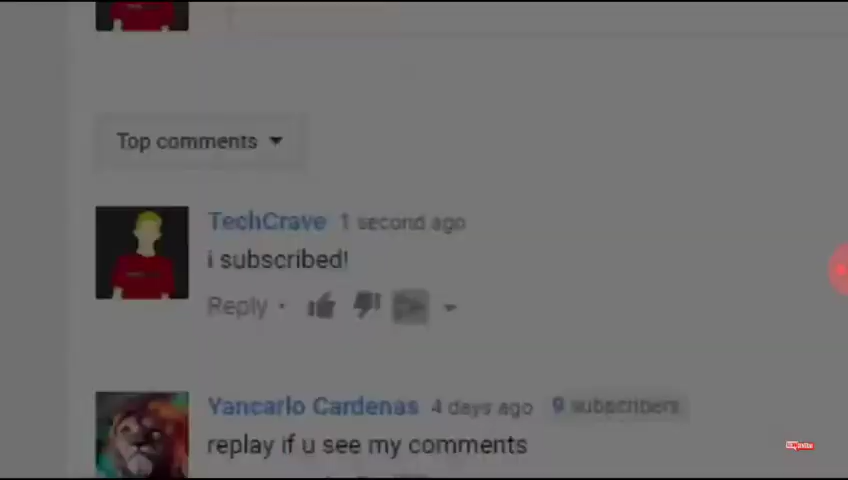 Top comments
TechCrave 1 second ago
i subscribed!
Reply
Yancarlo Cardenas 4 days ago 9 subscribers
replay if u see my comments